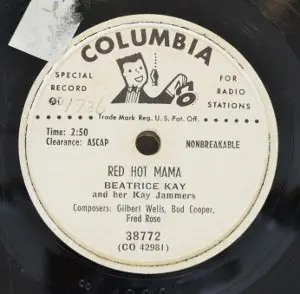 COLUMBIA
SPECIAL RECORD
FOR RADIO STATIONS
1736
Trade Mark Reg. U.S. Pat. Off.
Time: 2:50
Clearance: ASCAP
NONBREAKABLE
RED HOT MAMA
BEATRICE KAY
and her Kay Jammers
Composers: Gilbert Wells, Bud Cooper,
Fred Rose
38772
(CO 42981)